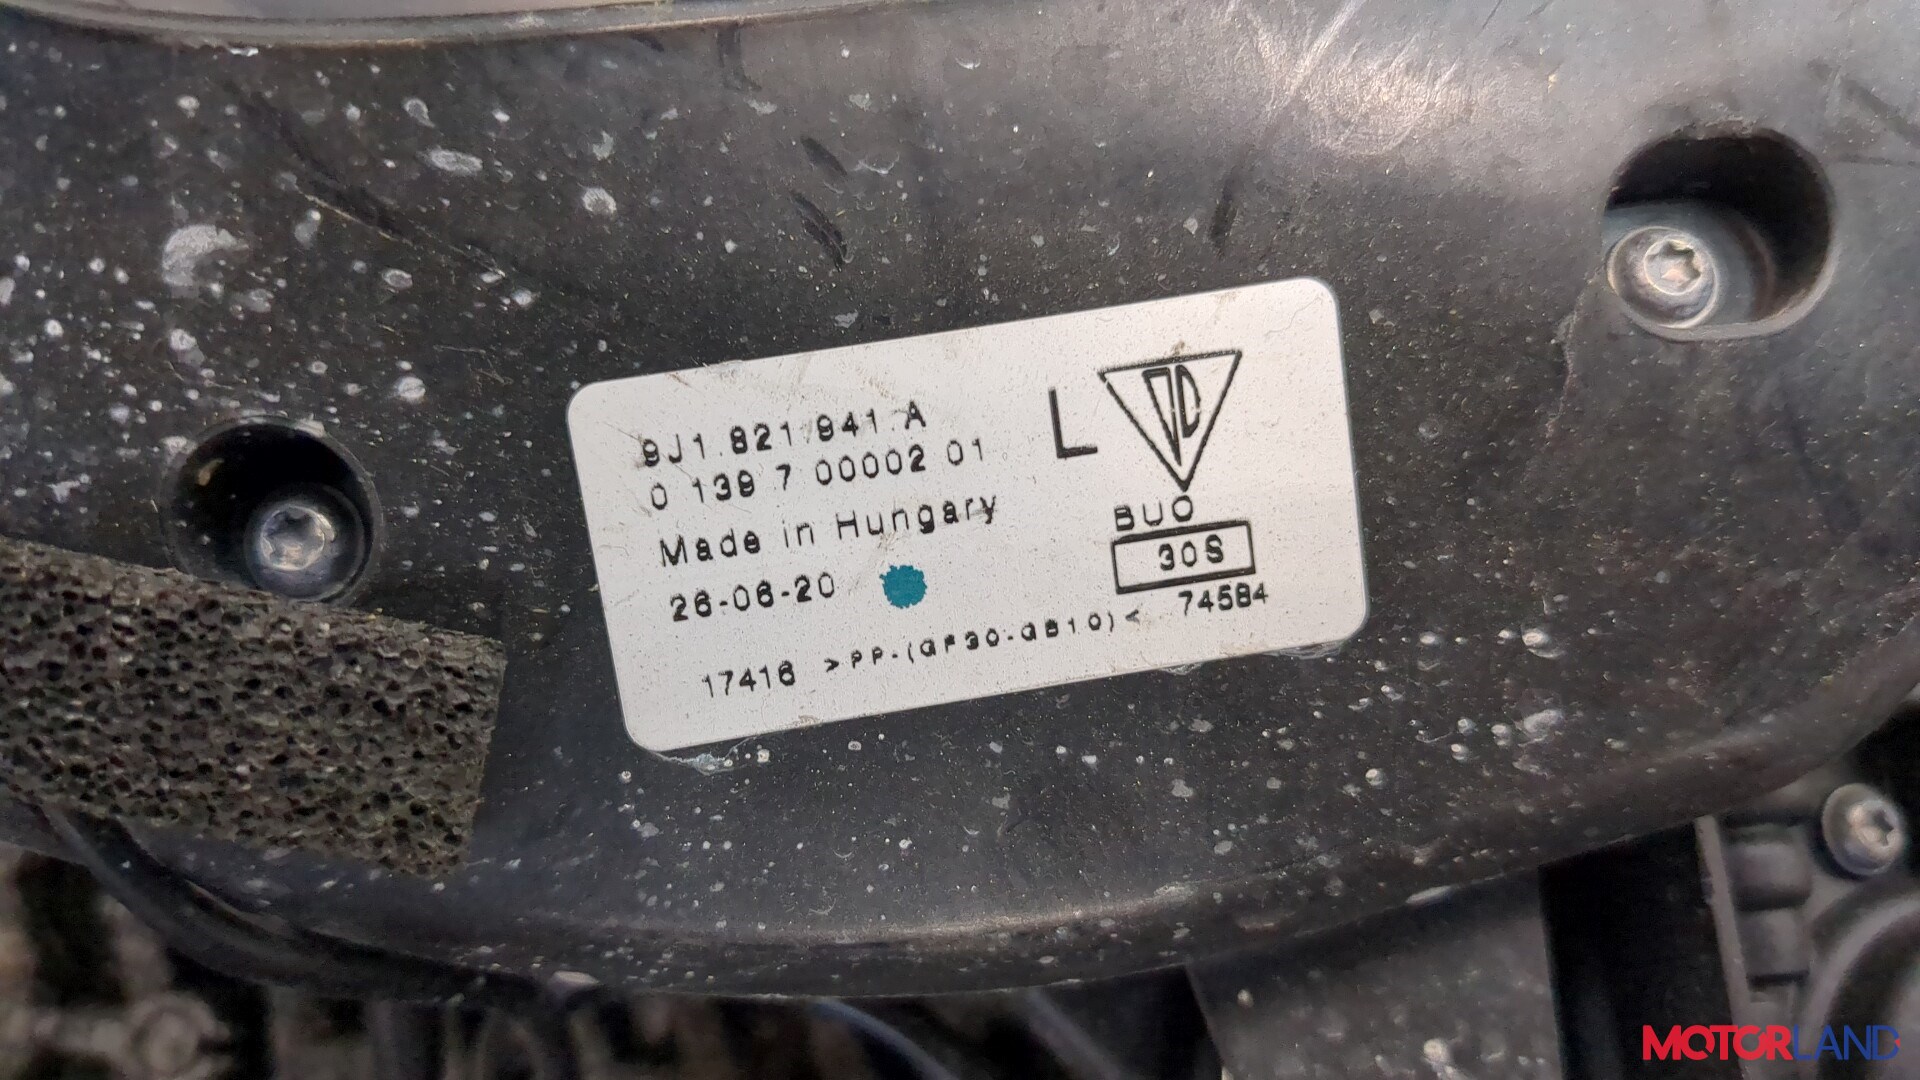 9J1.821.941.A
0 139 7 00002 01
Made in Hungary
26-06-20
L
BUO
30S
74584
17416 >PP-(GF30-GB10)<
MOTORLAND